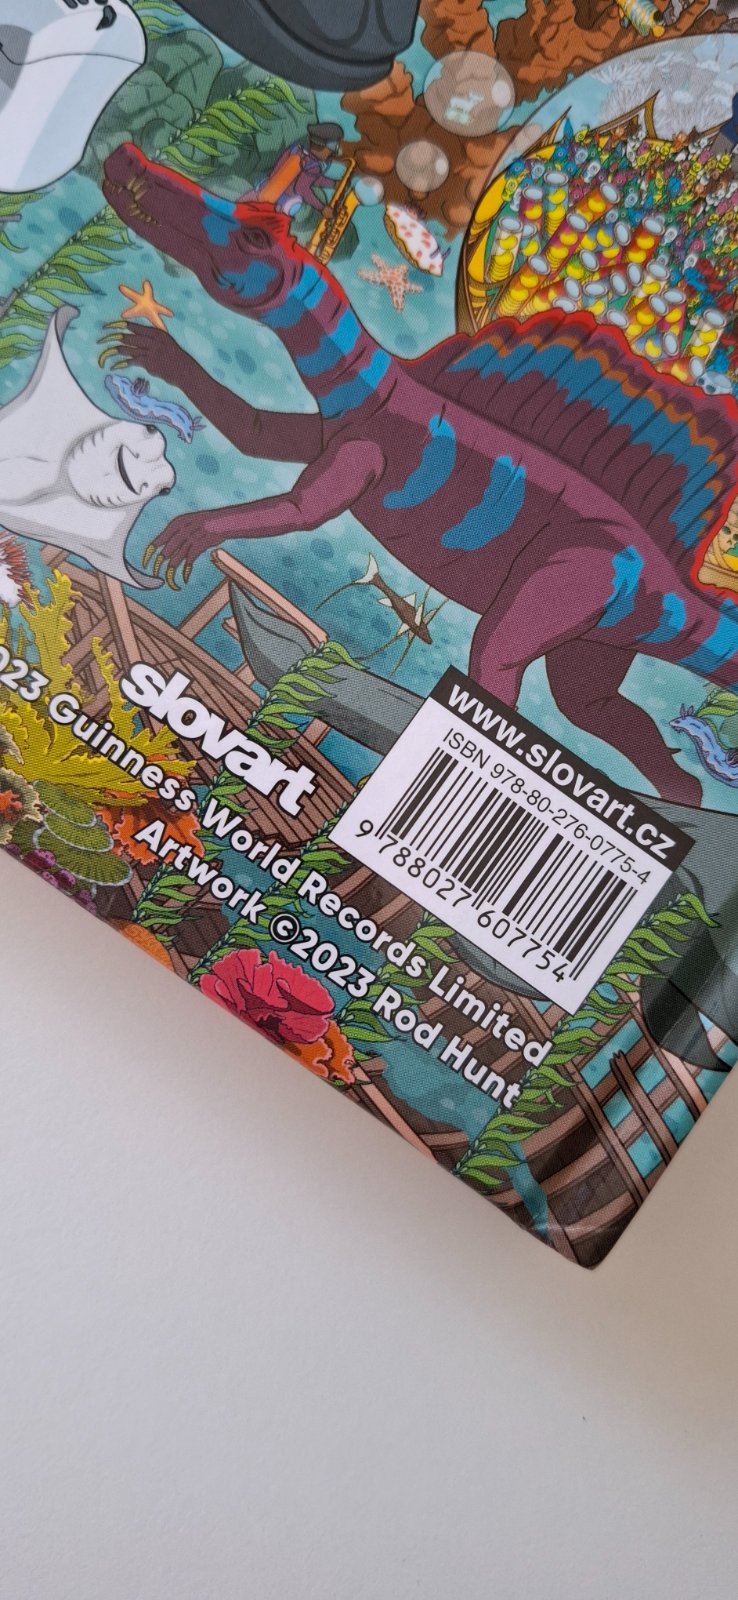 slovart
023 Guinness World Records Limited
Artwork ©2023 Rod Hunt
www.slovart.cz
ISBN 978-80-276-0775-4
9 788027 607754